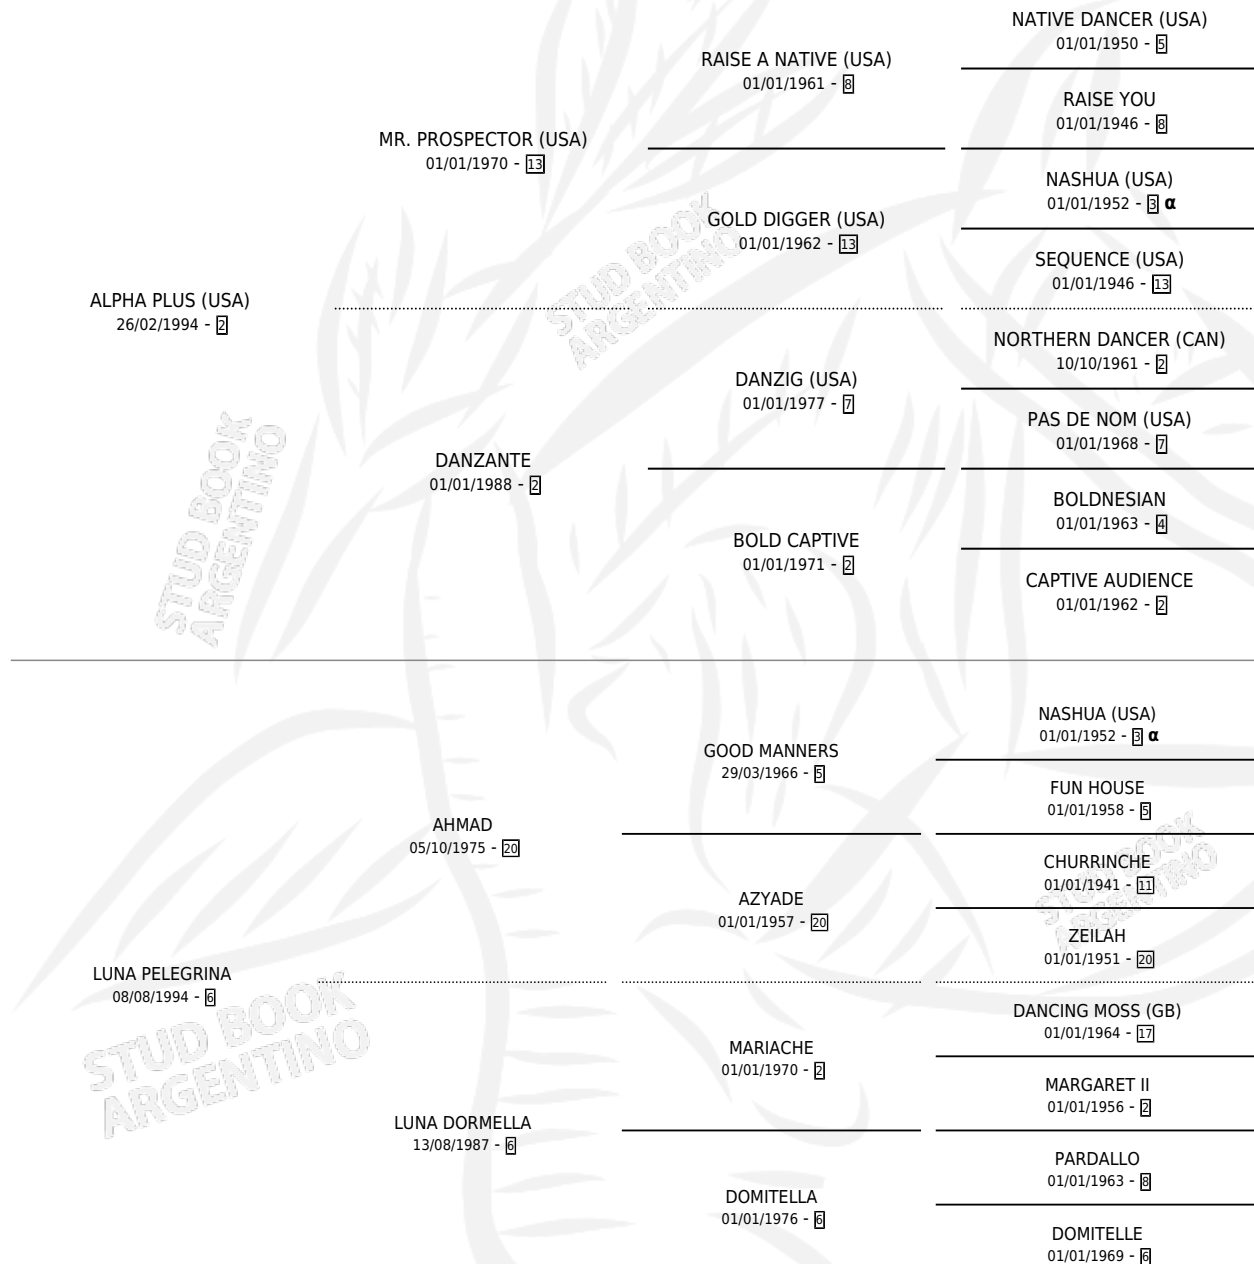 NATIVE DANCER (USA)
01/01/1950 - 5
RAISE A NATIVE (USA)
01/01/1961 - 8
RAISE YOU
01/01/1946 - 8
MR. PROSPECTOR (USA)
01/01/1970 - 13
NASHUA (USA)
01/01/1952 - 3 α
GOLD DIGGER (USA)
01/01/1962 - 13
SEQUENCE (USA)
01/01/1946 - 13
ALPHA PLUS (USA)
26/02/1994 - 2
NORTHERN DANCER (CAN)
10/10/1961 - 2
DANZIG (USA)
01/01/1977 - 7
PAS DE NOM (USA)
01/01/1968 - 7
DANZANTE
01/01/1988 - 2
BOLDNESIAN
01/01/1963 - 4
BOLD CAPTIVE
01/01/1971 - 2
CAPTIVE AUDIENCE
01/01/1962 - 2
STUD BOOK
ARGENTINO
STUD BOOK
ARGENTINO
NASHUA (USA)
01/01/1952 - 3 α
GOOD MANNERS
29/03/1966 - 5
FUN HOUSE
01/01/1958 - 5
AHMAD
05/10/1975 - 20
CHURRINCHE
01/01/1941 - 11
AZYADE
01/01/1957 - 20
ZEILAH
01/01/1951 - 20
STUD BOOK
ARGENTINO
LUNA PELEGRINA
08/08/1994 - 6
DANCING MOSS (GB)
01/01/1964 - 17
MARIACHE
01/01/1970 - 2
MARGARET II
01/01/1956 - 2
LUNA DORMELLA
13/08/1987 - 6
PARDALLO
01/01/1963 - 8
DOMITELLA
01/01/1976 - 6
DOMITELLE
01/01/1969 - 6
STUD BOOK
ARGENTINO